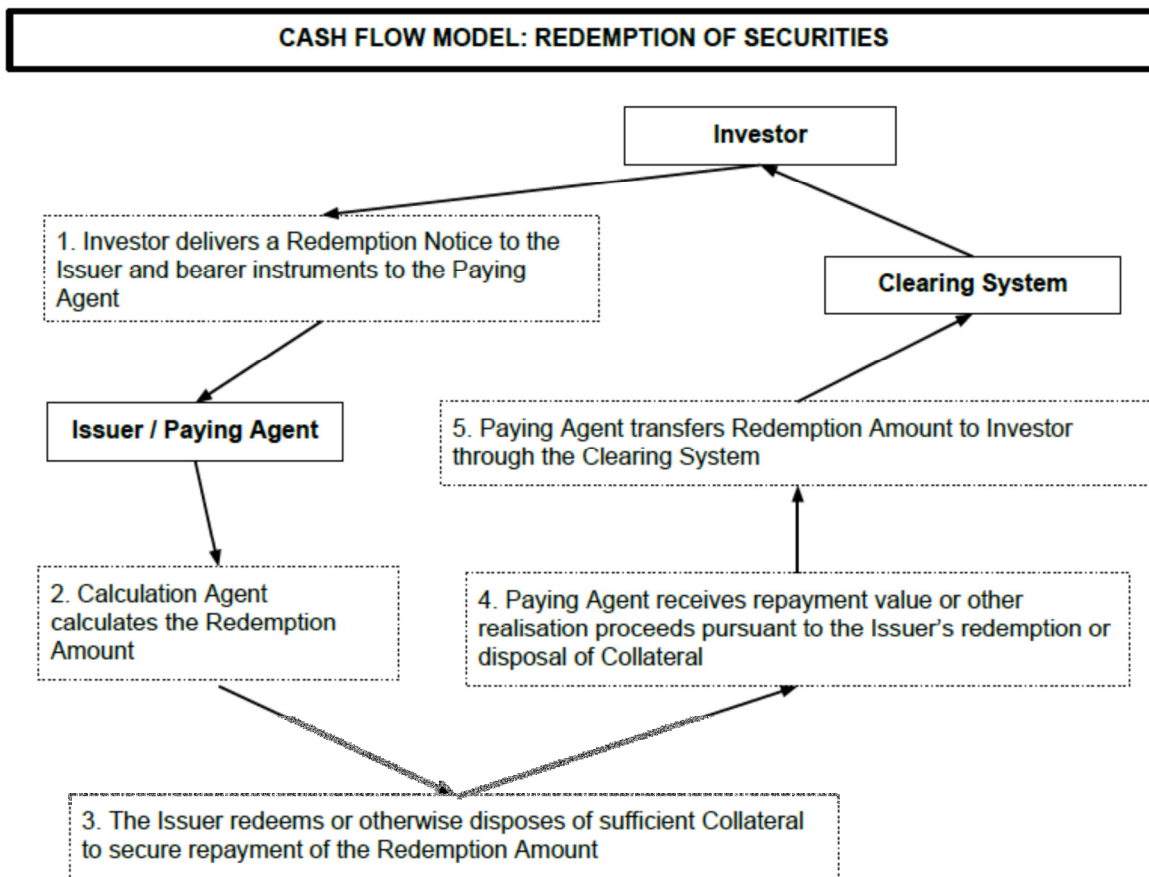 CASH FLOW MODEL: REDEMPTION OF SECURITIES
Investor
1. Investor delivers a Redemption Notice to the
Issuer and bearer instruments to the Paying
Agent
Clearing System
Issuer / Paying Agent
5. Paying Agent transfers Redemption Amount to Investor
through the Clearing System
2. Calculation Agent
calculates the Redemption
Amount
4. Paying Agent receives repayment value or other
realisation proceeds pursuant to the Issuer's redemption or
disposal of Collateral
3. The Issuer redeems or otherwise disposes of sufficient Collateral
to secure repayment of the Redemption Amount